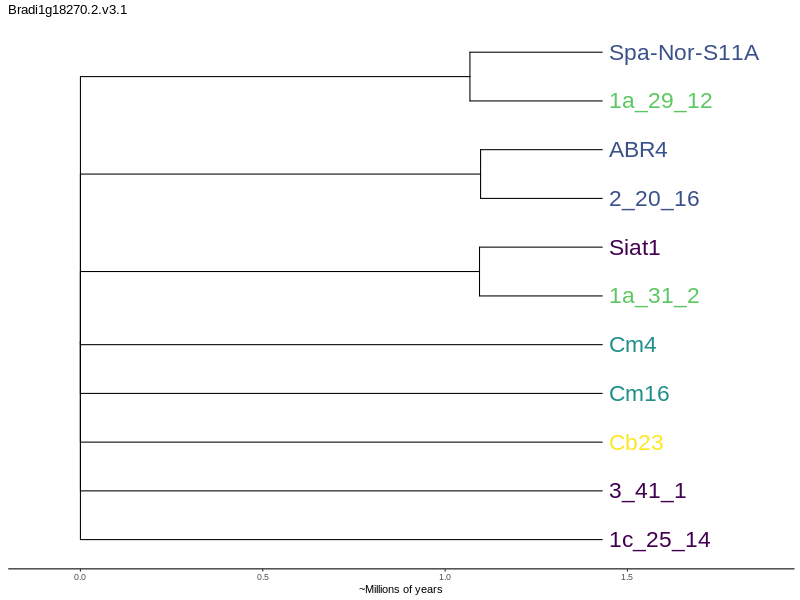 Bradi1g18270.2.v3.1
Spa-Nor-S11A
1a_29_12
ABR4
2_20_16
Siat1
1a_31_2
Cm4
Cm16
Cb23
3_41_1
1c_25_14
0.0 0.5 1.0 1.5
~Millions of years